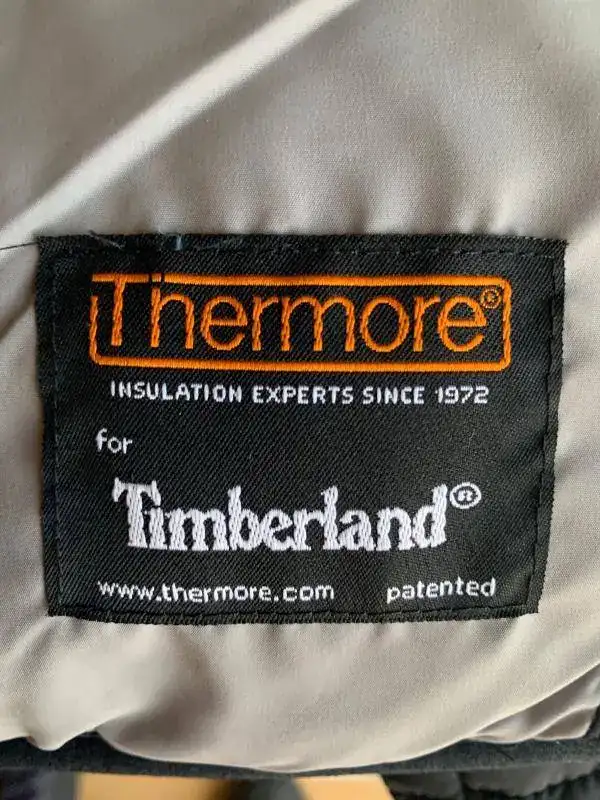 Thermore®
INSULATION EXPERTS SINCE 1972
for
Timberland®
www.thermore.com patented